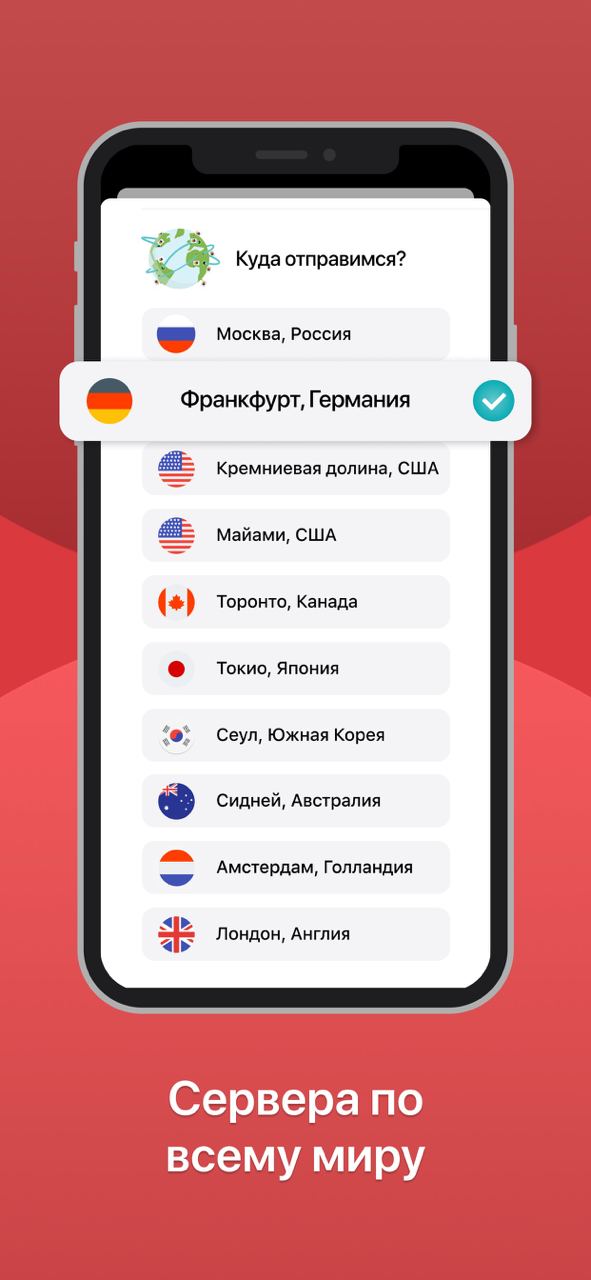 Куда отправимся?
Москва, Россия
Франкфурт, Германия
Кремниевая долина, США
Майами, США
Торонто, Канада
Токио, Япония
Сеул, Южная Корея
Сидней, Австралия
Амстердам, Голландия
Лондон, Англия
Сервера по
всему миру